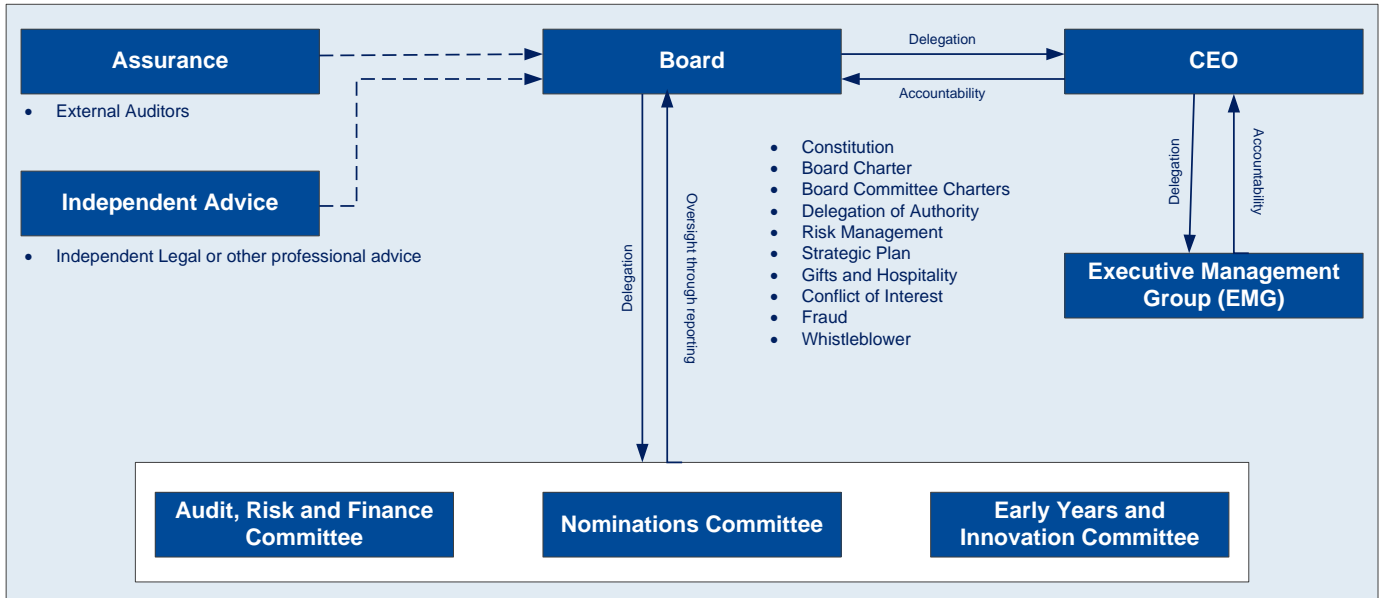 Assurance
• External Auditors
Independent Advice
• Independent Legal or other professional advice
Board
Delegation
Accountability
CEO
Delegation
Accountability
Executive Management
Group (EMG)
• Constitution
• Board Charter
• Board Committee Charters
• Delegation of Authority
• Risk Management
• Strategic Plan
• Gifts and Hospitality
• Conflict of Interest
• Fraud
• Whistleblower
Delegation
Oversight through reporting
Audit, Risk and Finance
Committee
Nominations Committee
Early Years and
Innovation Committee